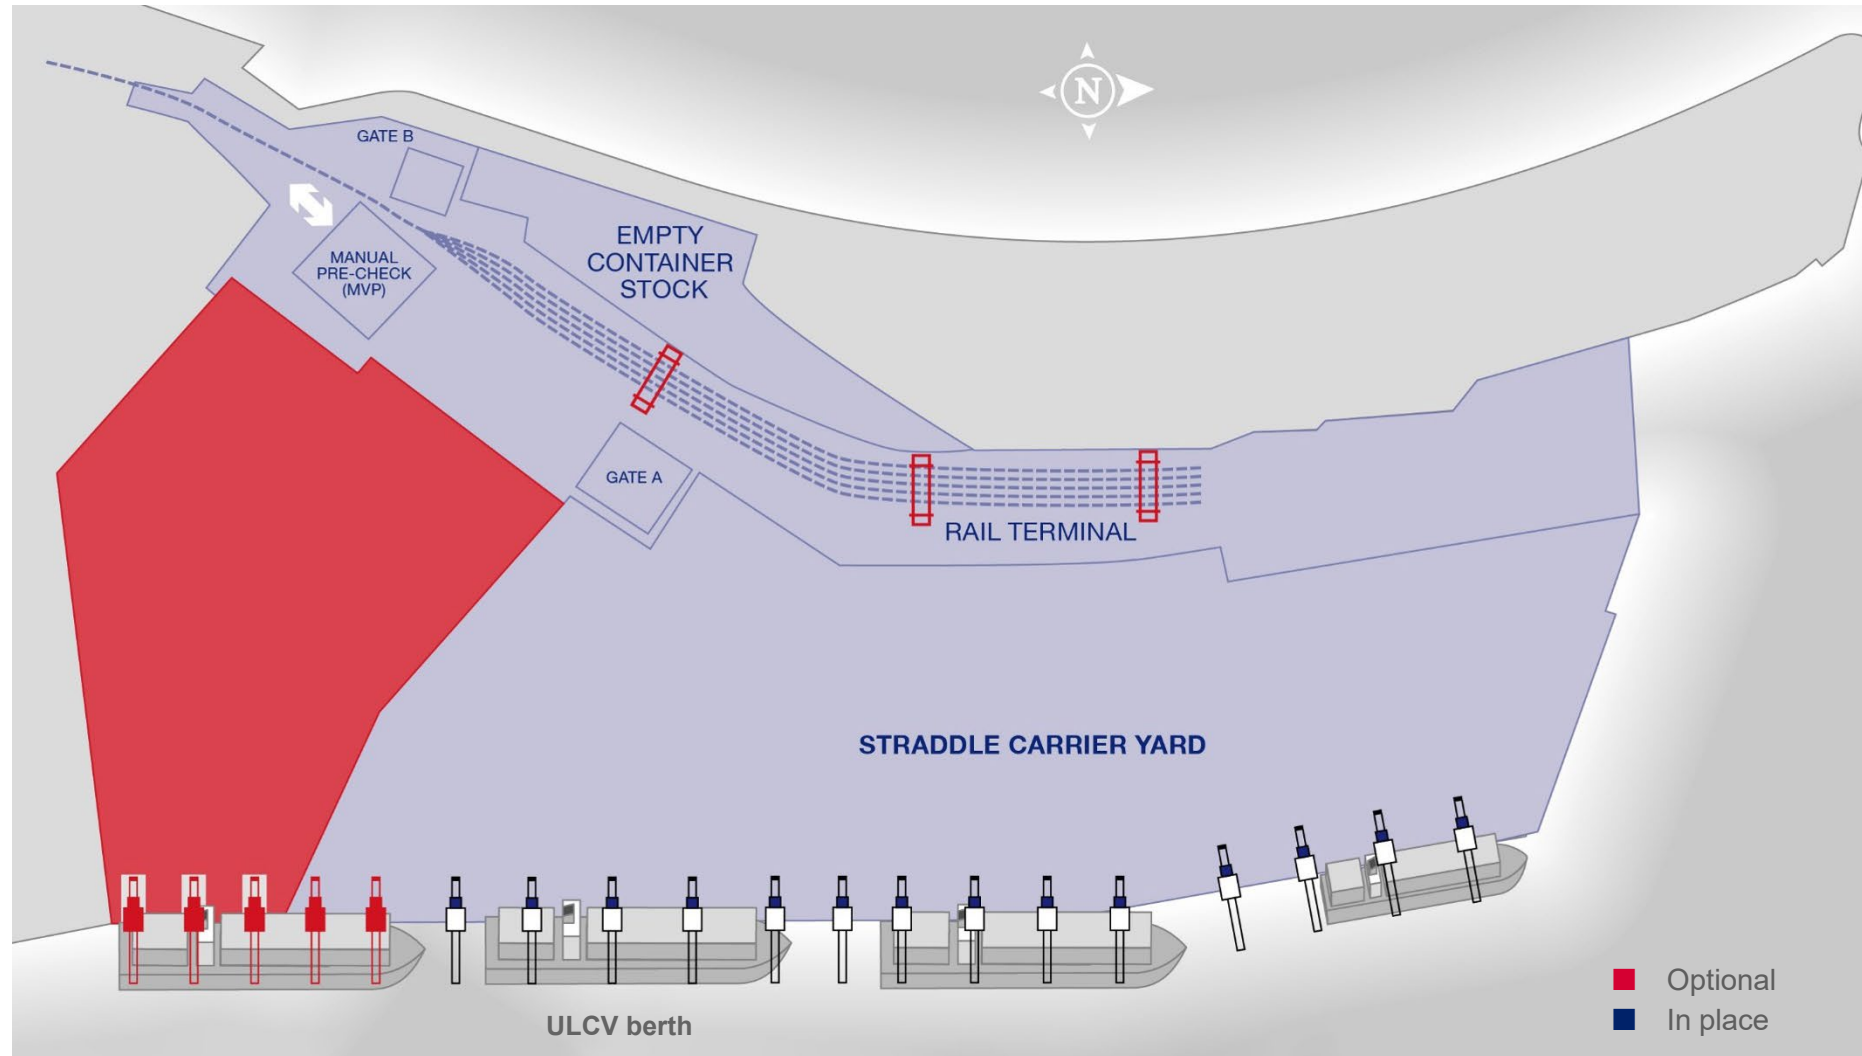 N
GATE B
EMPTY
CONTAINER
STOCK
MANUAL
PRE-CHECK
(MVP)
GATE A
RAIL TERMINAL
STRADDLE CARRIER YARD
ULCV berth
Optional
In place